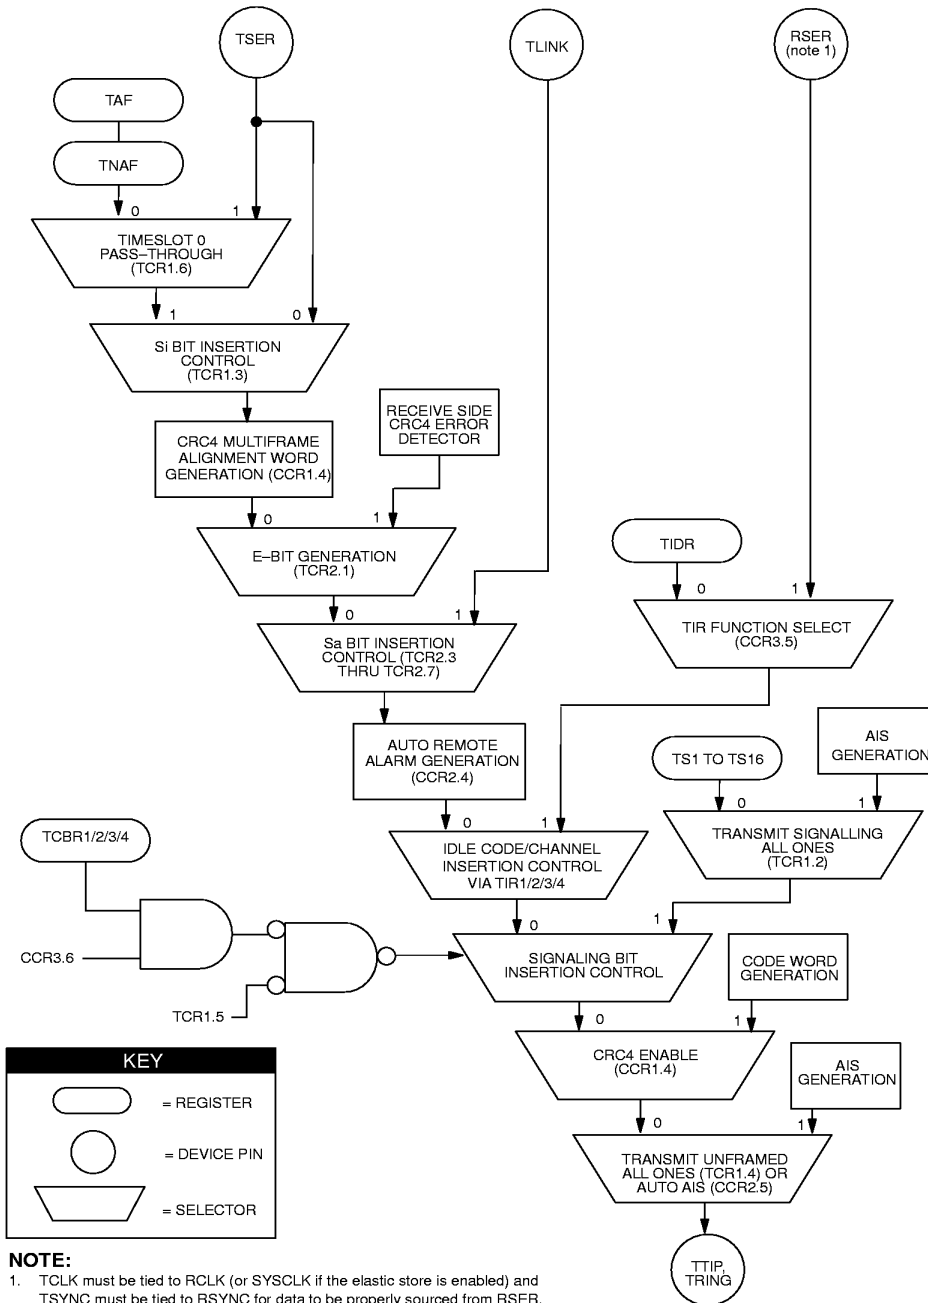 TSER
TLINK
RSER
(note 1)
TAF
TNAF
0
1
TIMESLOT 0
PASS–THROUGH
(TCR1.6)
1
0
Si BIT INSERTION
CONTROL
(TCR1.3)
RECEIVE SIDE
CRC4 ERROR
DETECTOR
CRC4 MULTIFRAME
ALIGNMENT WORD
GENERATION (CCR1.4)
0
1
E–BIT GENERATION
(TCR2.1)
TIDR
0
1
TIR FUNCTION SELECT
(CCR3.5)
0
1
Sa BIT INSERTION
CONTROL (TCR2.3
THRU TCR2.7)
AUTO REMOTE
ALARM GENERATION
(CCR2.4)
TS1 TO TS16
AIS
GENERATION
0
1
TRANSMIT SIGNALLING
ALL ONES
(TCR1.2)
0
1
IDLE CODE/CHANNEL
INSERTION CONTROL
VIA TIR1/2/3/4
TCBR1/2/3/4
CCR3.6
TCR1.5
0
1
SIGNALING BIT
INSERTION CONTROL
CODE WORD
GENERATION
0
1
CRC4 ENABLE
(CCR1.4)
AIS
GENERATION
0
1
TRANSMIT UNFRAMED
ALL ONES (TCR1.4) OR
AUTO AIS (CCR2.5)
TTIP,
TRING
KEY
= REGISTER
= DEVICE PIN
= SELECTOR
NOTE:
1. TCLK must be tied to RCLK (or SYSCLK if the elastic store is enabled) and
TSYNC must be tied to RSYNC for data to be properly sourced from RSER.